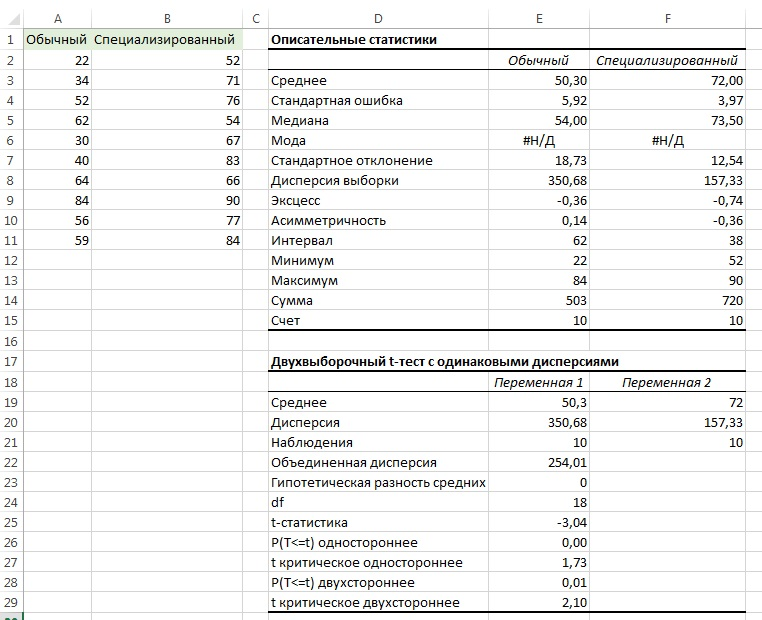 A B C D E F
1 Обычный Специализированный Описательные статистики
2 22 52 Обычный Специализированный
3 34 71 Среднее 50,30 72,00
4 52 76 Стандартная ошибка 5,92 3,97
5 62 54 Медиана 54,00 73,50
6 30 67 Мода #Н/Д #Н/Д
7 40 83 Стандартное отклонение 18,73 12,54
8 64 66 Дисперсия выборки 350,68 157,33
9 84 90 Эксцесс -0,36 -0,74
10 56 77 Асимметричность 0,14 -0,36
11 59 84 Интервал 62 38
12 Минимум 22 52
13 Максимум 84 90
14 Сумма 503 720
15 Счет 10 10
16
17 Двухвыборочный t-тест с одинаковыми дисперсиями
18 Переменная 1 Переменная 2
19 Среднее 50,3 72
20 Дисперсия 350,68 157,33
21 Наблюдения 10 10
22 Объединенная дисперсия 254,01
23 Гипотетическая разность средних 0
24 df 18
25 t-статистика -3,04
26 P(T<=t) одностороннее 0,00
27 t критическое одностороннее 1,73
28 P(T<=t) двухстороннее 0,01
29 t критическое двухстороннее 2,10